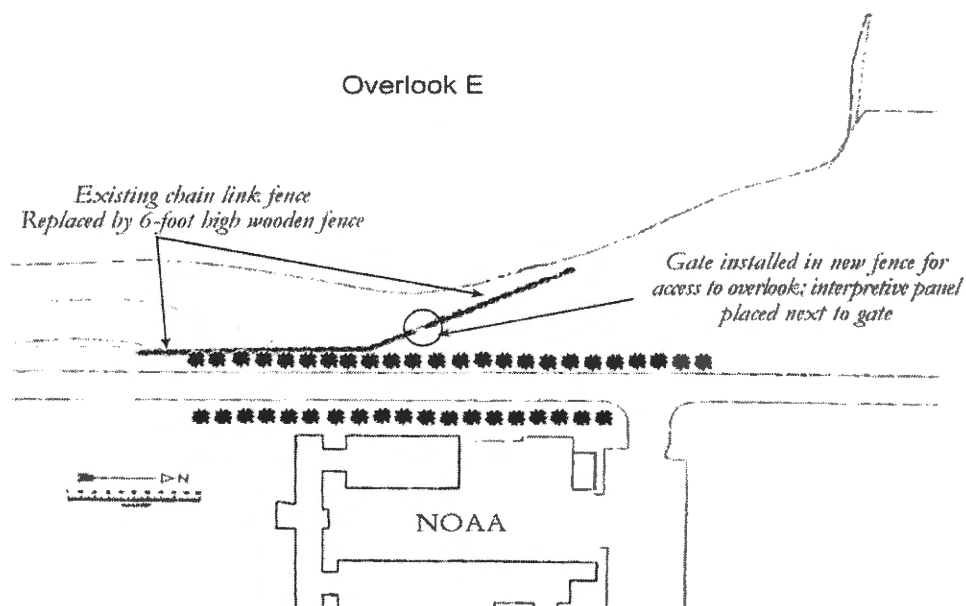 Overlook E
Existing chain link fence
Replaced by 6-foot high wooden fence
Gate installed in new fence for
access to overlook; interpretive panel
placed next to gate
N
NOAA